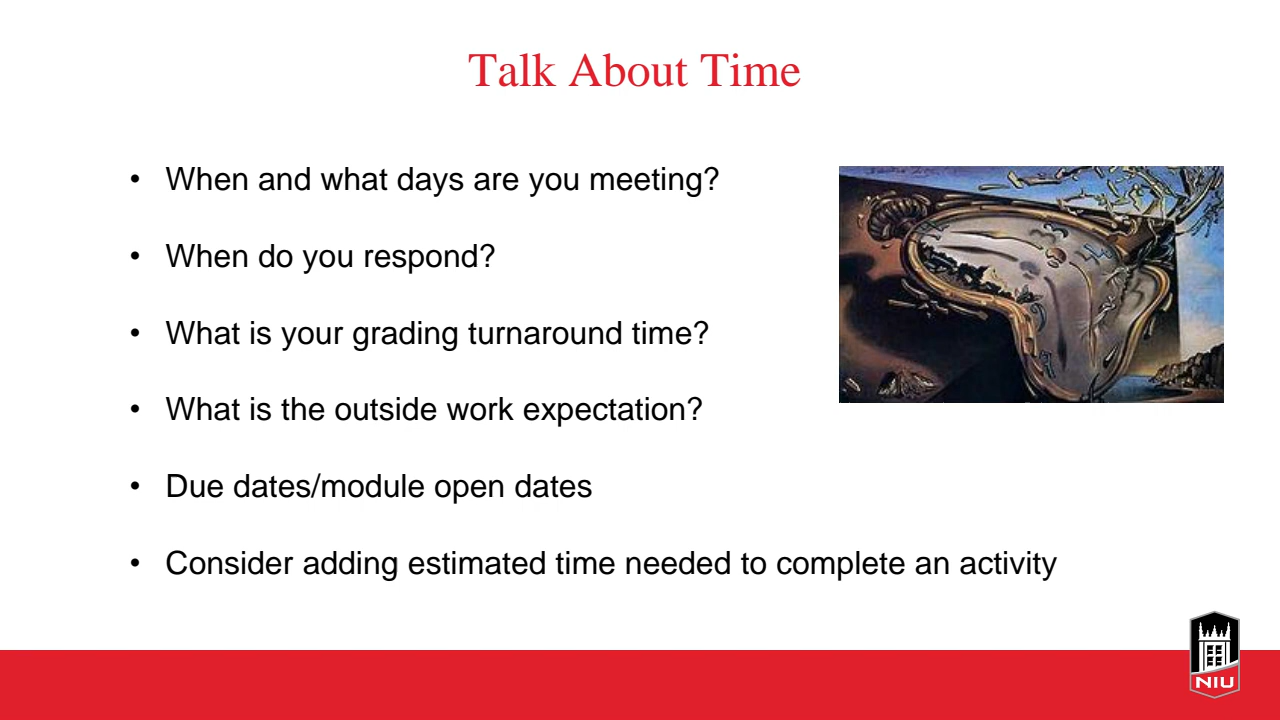 Talk About Time
• When and what days are you meeting?
• When do you respond?
• What is your grading turnaround time?
• What is the outside work expectation?
• Due dates/module open dates
• Consider adding estimated time needed to complete an activity
NIU